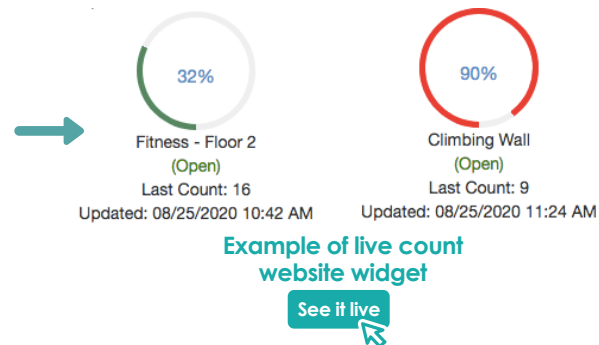 32%
Fitness - Floor 2
(Open)
Last Count: 16
Updated: 08/25/2020 10:42 AM
90%
Climbing Wall
(Open)
Last Count: 9
Updated: 08/25/2020 11:24 AM
Example of live count
website widget
See it live